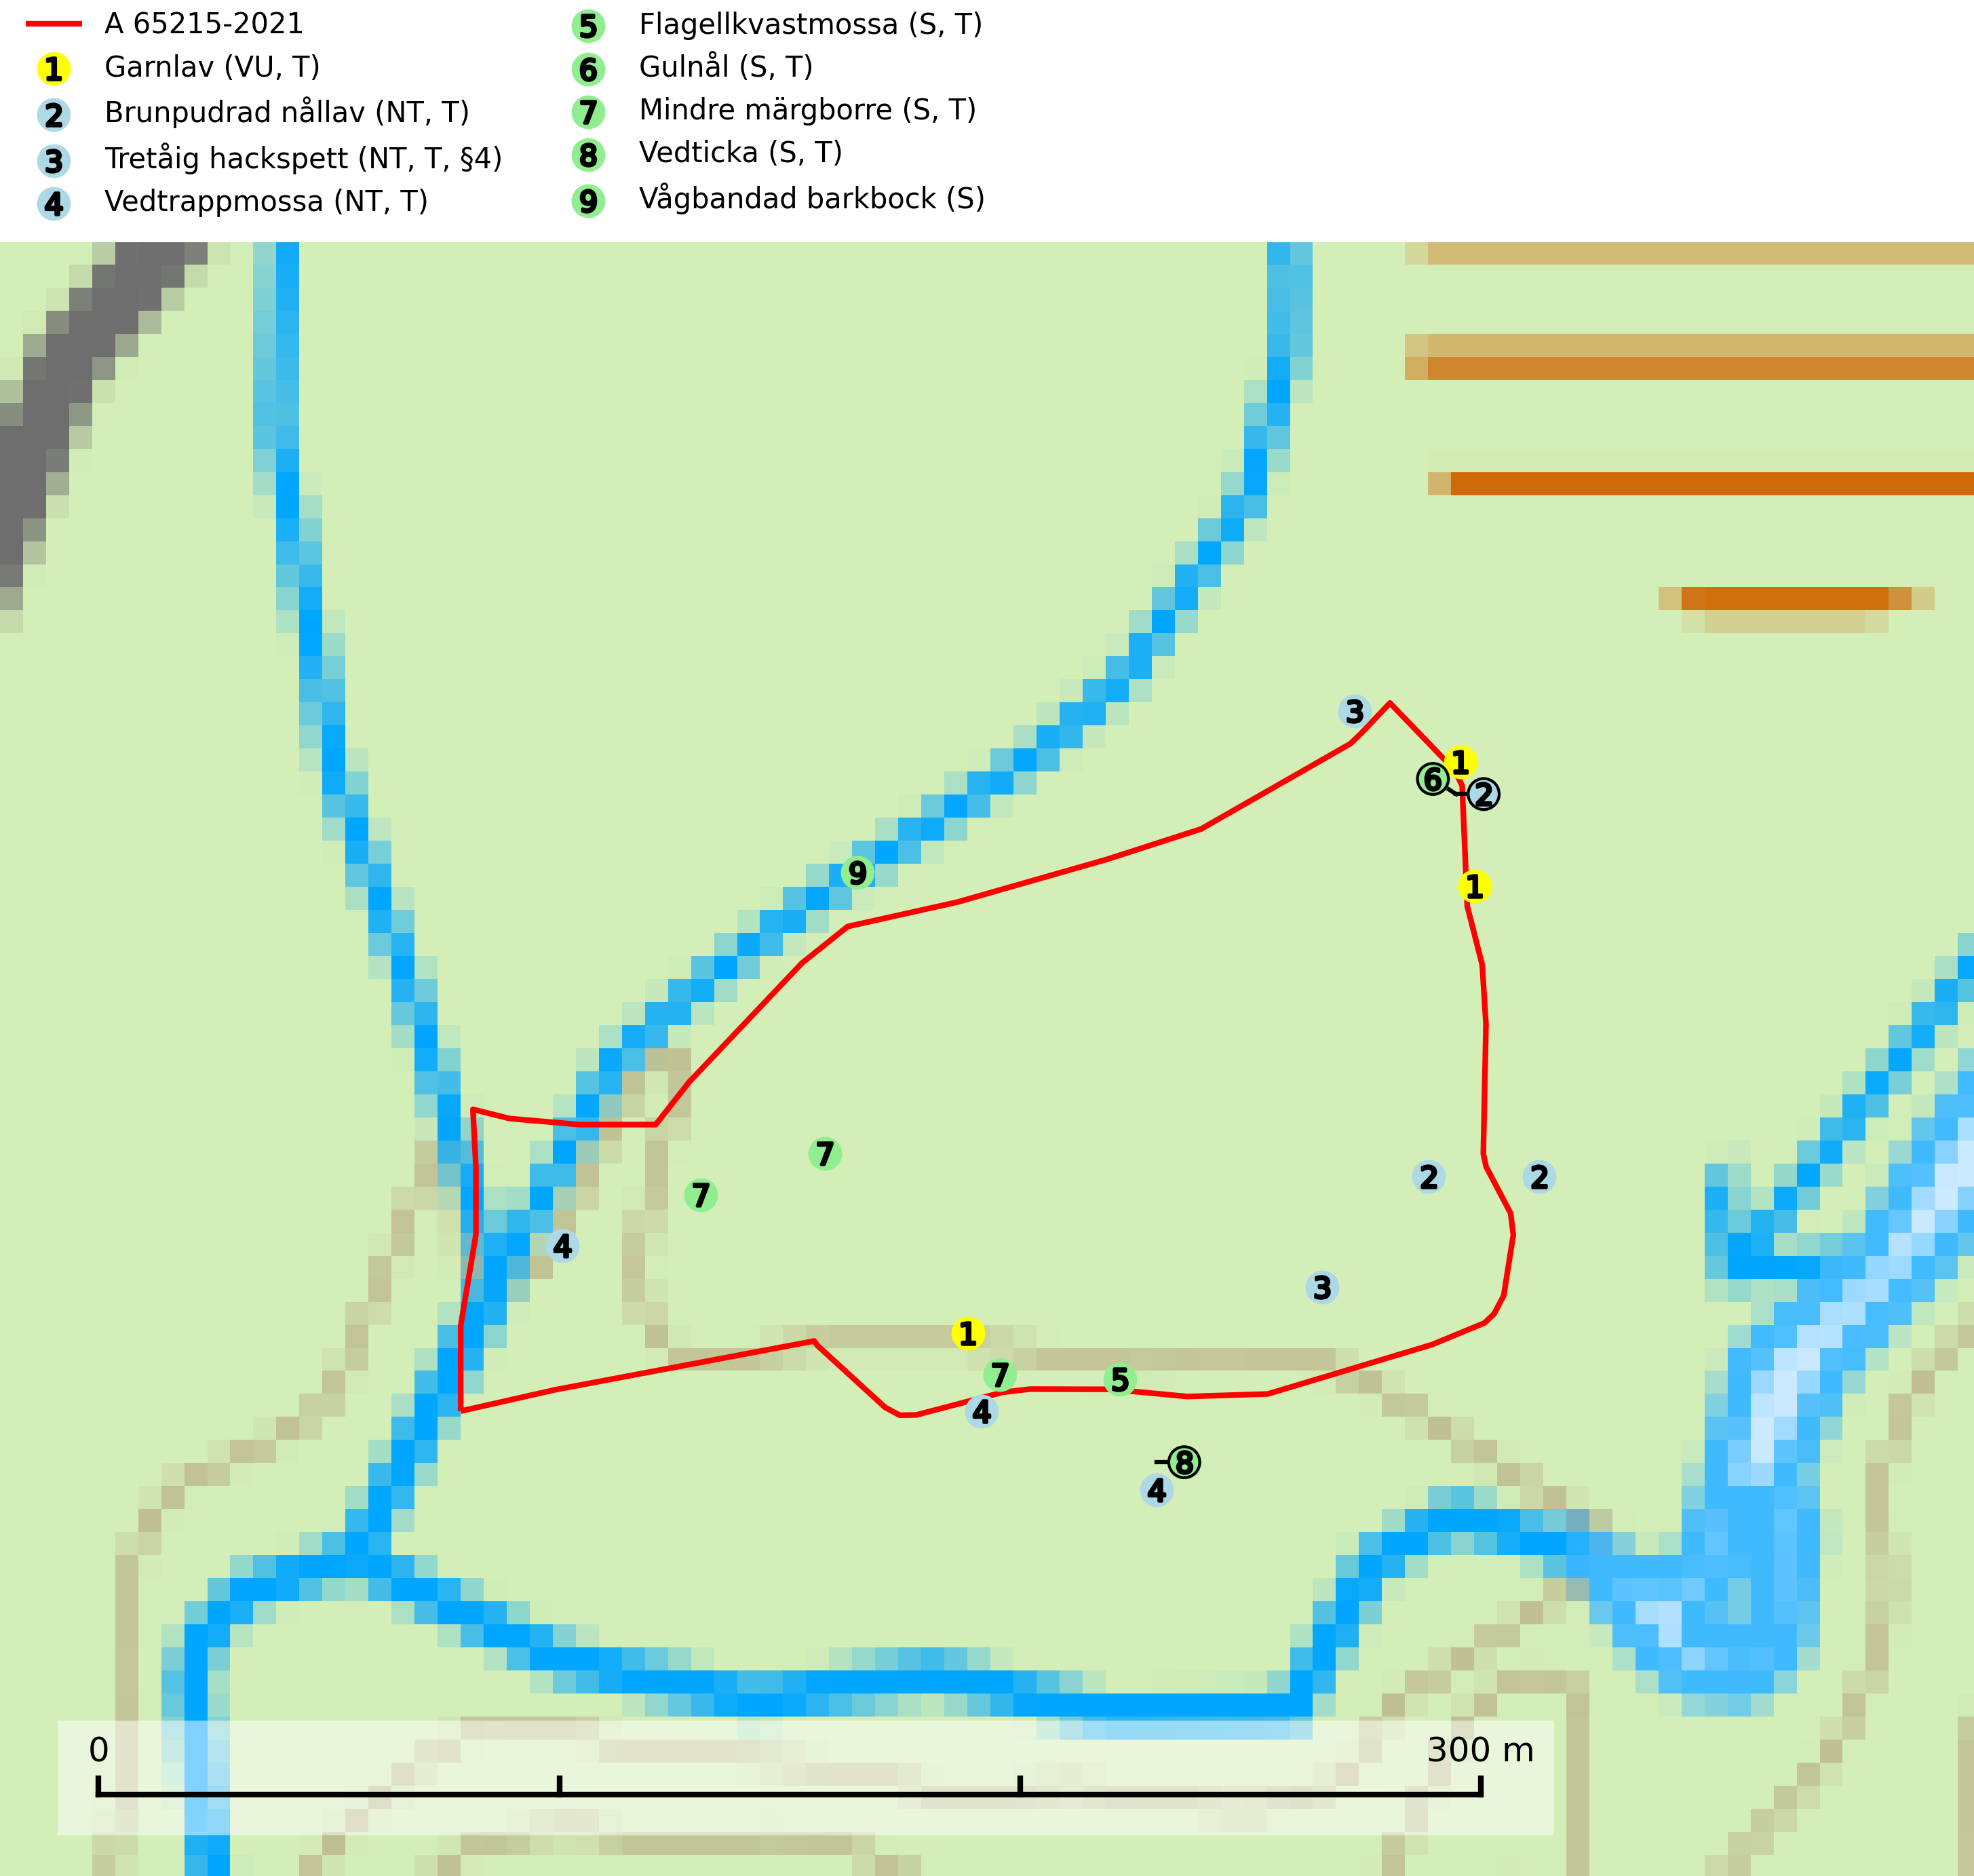 A 65215-2021
1 Garnlav (VU, T)
2 Brunpudrad nållav (NT, T)
3 Tretåig hackspett (NT, T, §4)
4 Vedtrappmossa (NT, T)
5 Flagellkvastmossa (S, T)
6 Gulnål (S, T)
7 Mindre märgborre (S, T)
8 Vedticka (S, T)
9 Vågbandad barkbock (S)
3
1
6
2
9
1
7
2
2
7
4
3
1
7
5
4
8
4
0
300 m